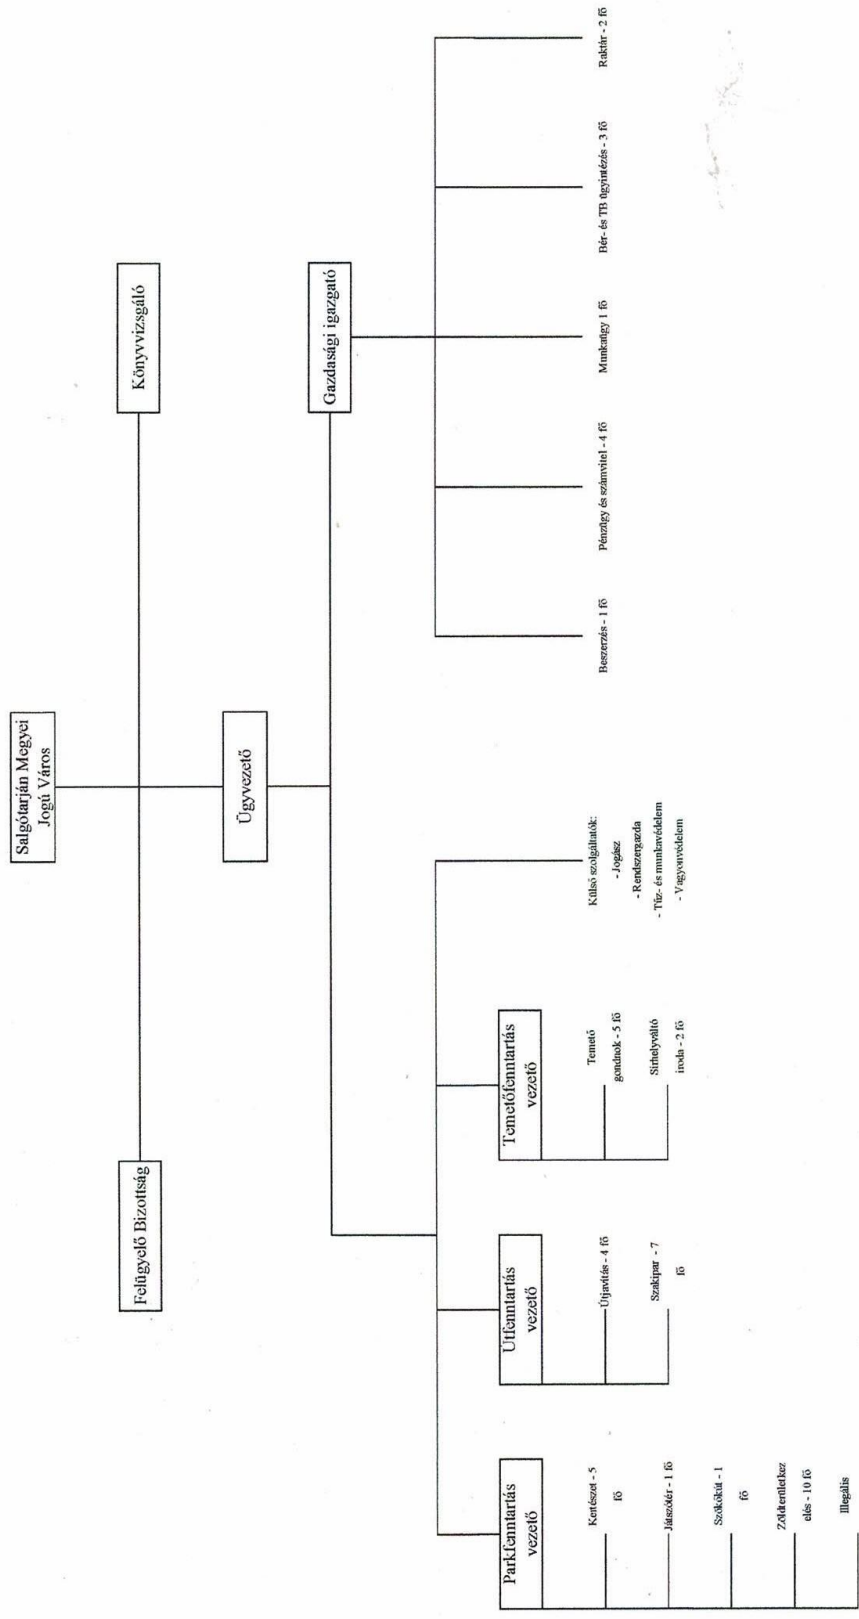 Salgótarján Megyei
Jogú Város
Felügyelő Bizottság
Könyvvizsgáló
Ügyvezető
Gazdasági igazgató
Parkfenntartás
vezető
Kertészet - 5
fő
Játszótér - 1 fő
Szökőkút - 1
fő
Zöldterületkez
elés - 10 fő
Illegális
Útfenntartás
vezető
Útjavítás - 4 fő
Szakipar - 7
fő
Temetőfenntartás
vezető
Temető
gondnok - 5 fő
Sírhelyváltó
iroda - 2 fő
Külső szolgáltatók:
- Jogász
- Rendszergazda
- Tűz- és munkavédelem
- Vagyonvédelem
Beszerzés - 1 fő
Pénzügy és számvitel - 4 fő
Munkaügy 1 fő
Bér- és TB ügyintézés - 3 fő
Raktár - 2 fő